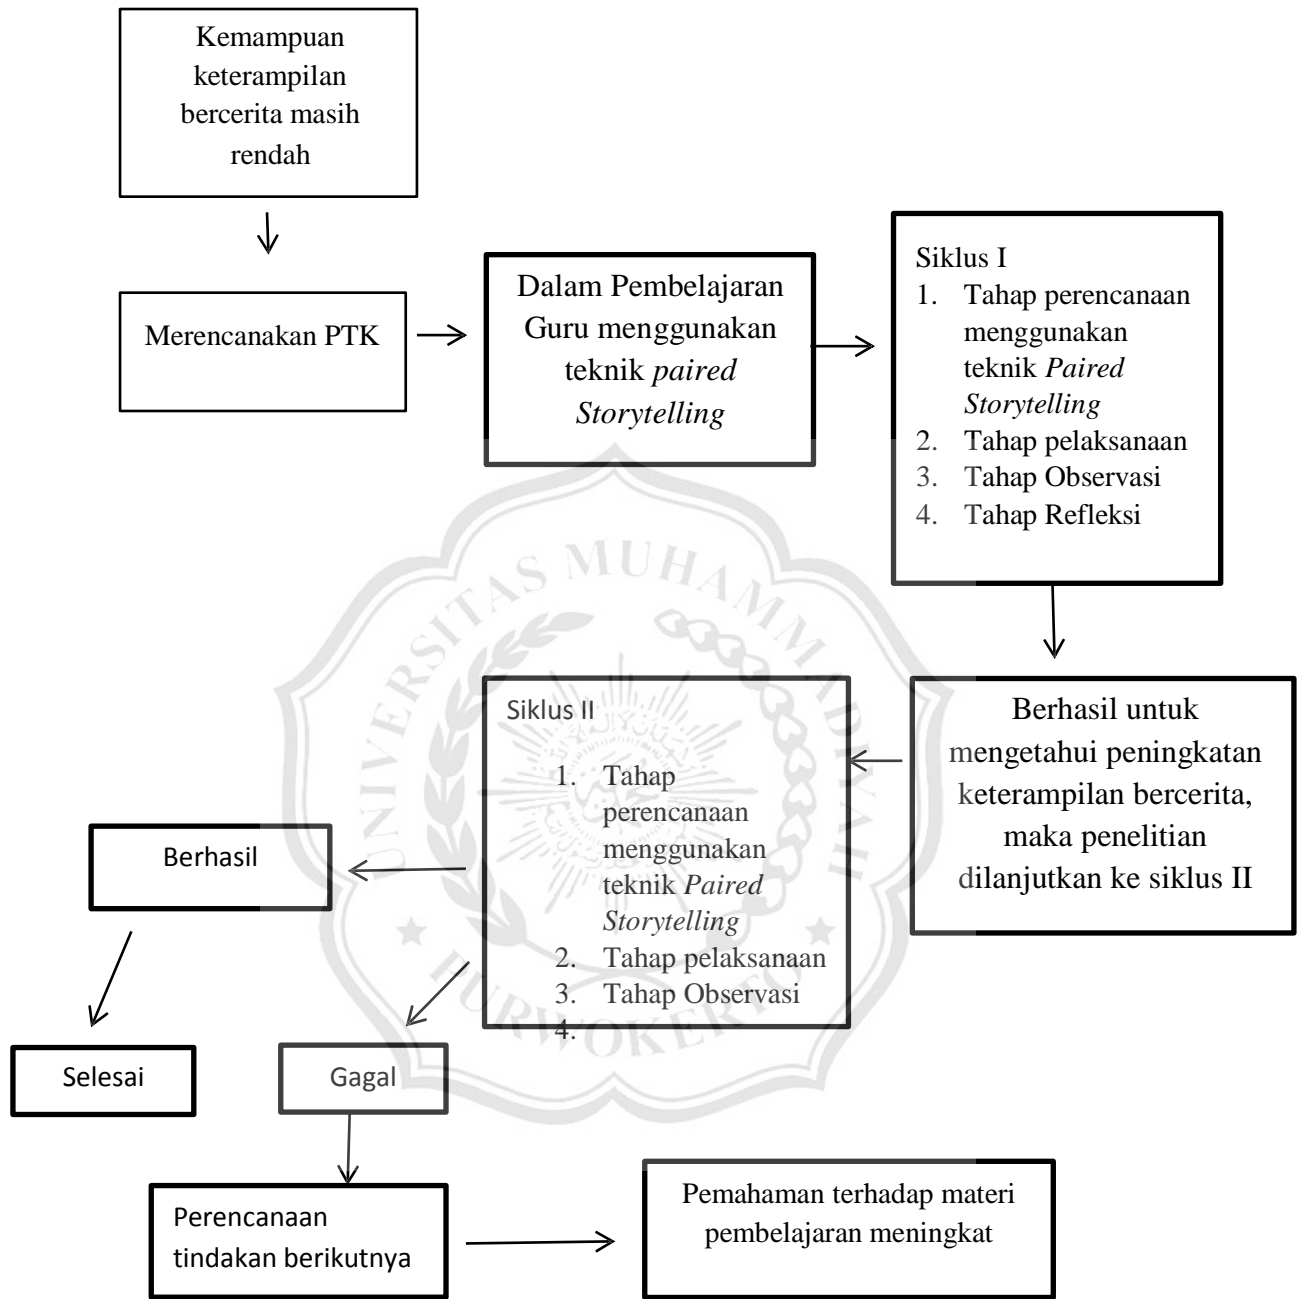 Kemampuan
keterampilan
bercerita masih
rendah
Merencanakan PTK
Dalam Pembelajaran
Guru menggunakan
teknik paired
Storytelling
Siklus I
1. Tahap perencanaan
menggunakan
teknik Paired
Storytelling
2. Tahap pelaksanaan
3. Tahap Observasi
4. Tahap Refleksi
Berhasil untuk
mengetahui peningkatan
keterampilan bercerita,
maka penelitian
dilanjutkan ke siklus II
Siklus II
1. Tahap
perencanaan
menggunakan
teknik Paired
Storytelling
2. Tahap pelaksanaan
3. Tahap Observasi
4.
Berhasil
Selesai
Gagal
Perencanaan
tindakan berikutnya
Pemahaman terhadap materi
pembelajaran meningkat
UNIVERSITAS MUHAMMADIYAH
PURWOKERTO